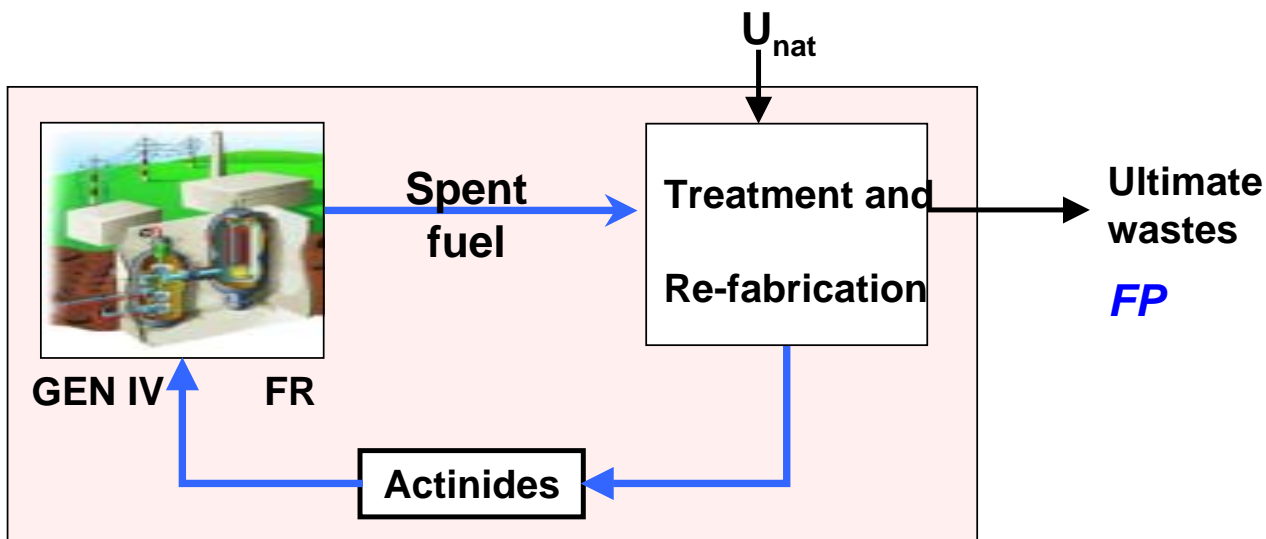 Unat
Spent
fuel
Treatment and
Re-fabrication
Ultimate
wastes
FP
GEN IV FR
Actinides